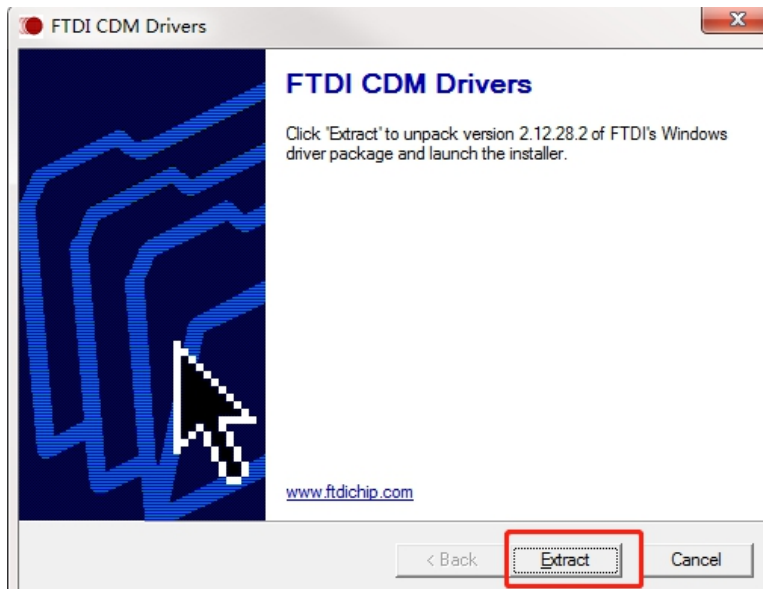 FTDI CDM Drivers
FTDI CDM Drivers
Click 'Extract' to unpack version 2.12.28.2 of FTDI's Windows
driver package and launch the installer.
www.ftdichip.com
< Back
Extract
Cancel